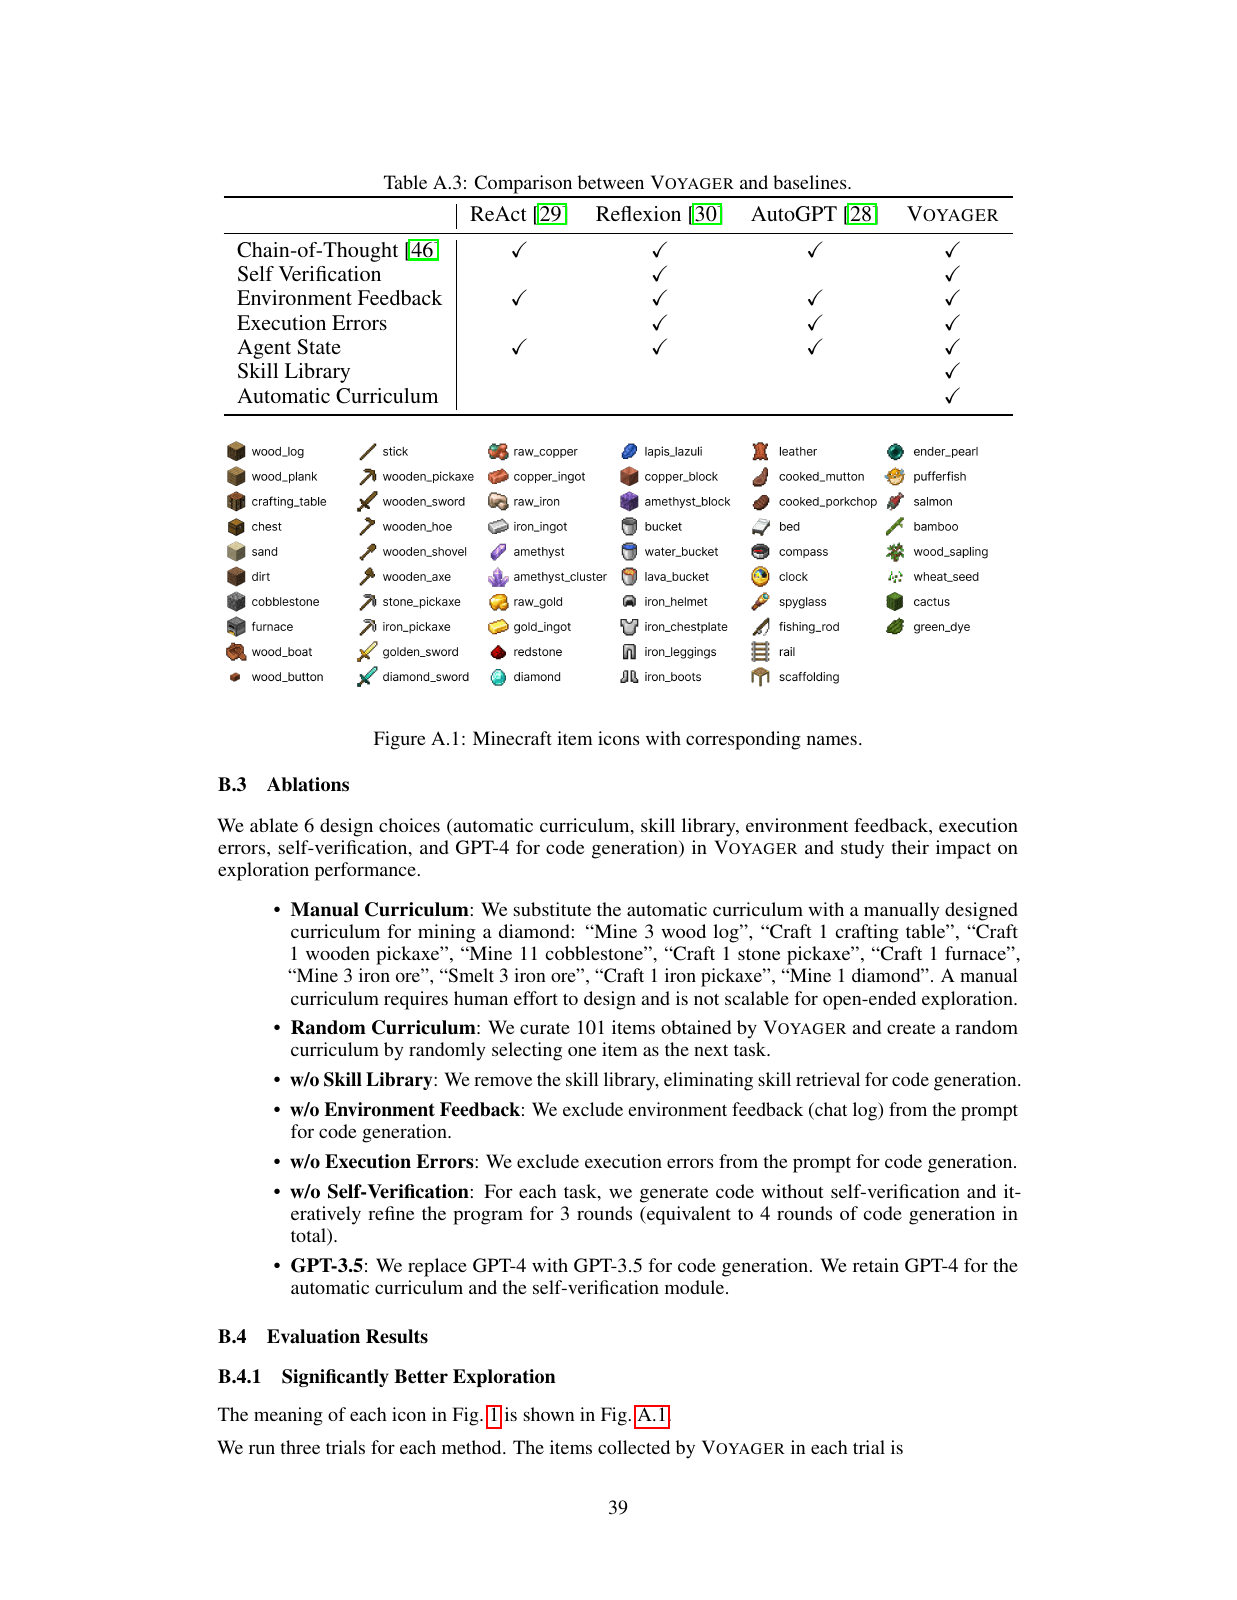 Table A.3: Comparison between VOYAGER and baselines.
ReAct [29] Reflexion [30] AutoGPT [28] VOYAGER
Chain-of-Thought [46] ✓ ✓ ✓ ✓
Self Verification ✓ ✓
Environment Feedback ✓ ✓ ✓ ✓
Execution Errors ✓ ✓ ✓
Agent State ✓ ✓ ✓ ✓
Skill Library ✓
Automatic Curriculum ✓
wood_log stick raw_copper lapis_lazuli leather ender_pearl
wood_plank wooden_pickaxe copper_ingot copper_block cooked_mutton pufferfish
crafting_table wooden_sword raw_iron amethyst_block cooked_porkchop salmon
chest wooden_hoe iron_ingot bucket bed bamboo
sand wooden_shovel amethyst water_bucket compass wood_sapling
dirt wooden_axe amethyst_cluster lava_bucket clock wheat_seed
cobblestone stone_pickaxe raw_gold iron_helmet spyglass cactus
furnace iron_pickaxe gold_ingot iron_chestplate fishing_rod green_dye
wood_boat golden_sword redstone iron_leggings rail
wood_button diamond_sword diamond iron_boots scaffolding
Figure A.1: Minecraft item icons with corresponding names.
B.3 Ablations
We ablate 6 design choices (automatic curriculum, skill library, environment feedback, execution
errors, self-verification, and GPT-4 for code generation) in VOYAGER and study their impact on
exploration performance.
• Manual Curriculum: We substitute the automatic curriculum with a manually designed
curriculum for mining a diamond: “Mine 3 wood log”, “Craft 1 crafting table”, “Craft
1 wooden pickaxe”, “Mine 11 cobblestone”, “Craft 1 stone pickaxe”, “Craft 1 furnace”,
“Mine 3 iron ore”, “Smelt 3 iron ore”, “Craft 1 iron pickaxe”, “Mine 1 diamond”. A manual
curriculum requires human effort to design and is not scalable for open-ended exploration.
• Random Curriculum: We curate 101 items obtained by VOYAGER and create a random
curriculum by randomly selecting one item as the next task.
• w/o Skill Library: We remove the skill library, eliminating skill retrieval for code generation.
• w/o Environment Feedback: We exclude environment feedback (chat log) from the prompt
for code generation.
• w/o Execution Errors: We exclude execution errors from the prompt for code generation.
• w/o Self-Verification: For each task, we generate code without self-verification and it-
eratively refine the program for 3 rounds (equivalent to 4 rounds of code generation in
total).
• GPT-3.5: We replace GPT-4 with GPT-3.5 for code generation. We retain GPT-4 for the
automatic curriculum and the self-verification module.
B.4 Evaluation Results
B.4.1 Significantly Better Exploration
The meaning of each icon in Fig. 1 is shown in Fig. A.1.
We run three trials for each method. The items collected by VOYAGER in each trial is
39